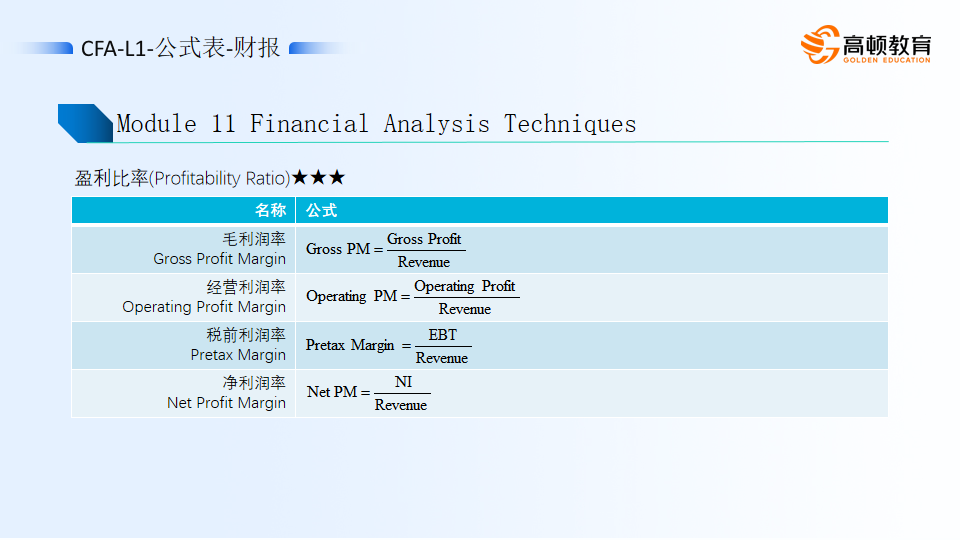 CFA-L1-公式表-财报
高顿教育
GOLDEN EDUCATION
Module 11 Financial Analysis Techniques
盈利比率(Profitability Ratio)★★★
名称 公式
毛利润率
Gross Profit Margin
Gross PM = Gross Profit
Revenue
经营利润率
Operating Profit Margin
Operating PM = Operating Profit
Revenue
税前利润率
Pretax Margin
Pretax Margin = EBT
Revenue
净利润率
Net Profit Margin
Net PM = NI
Revenue